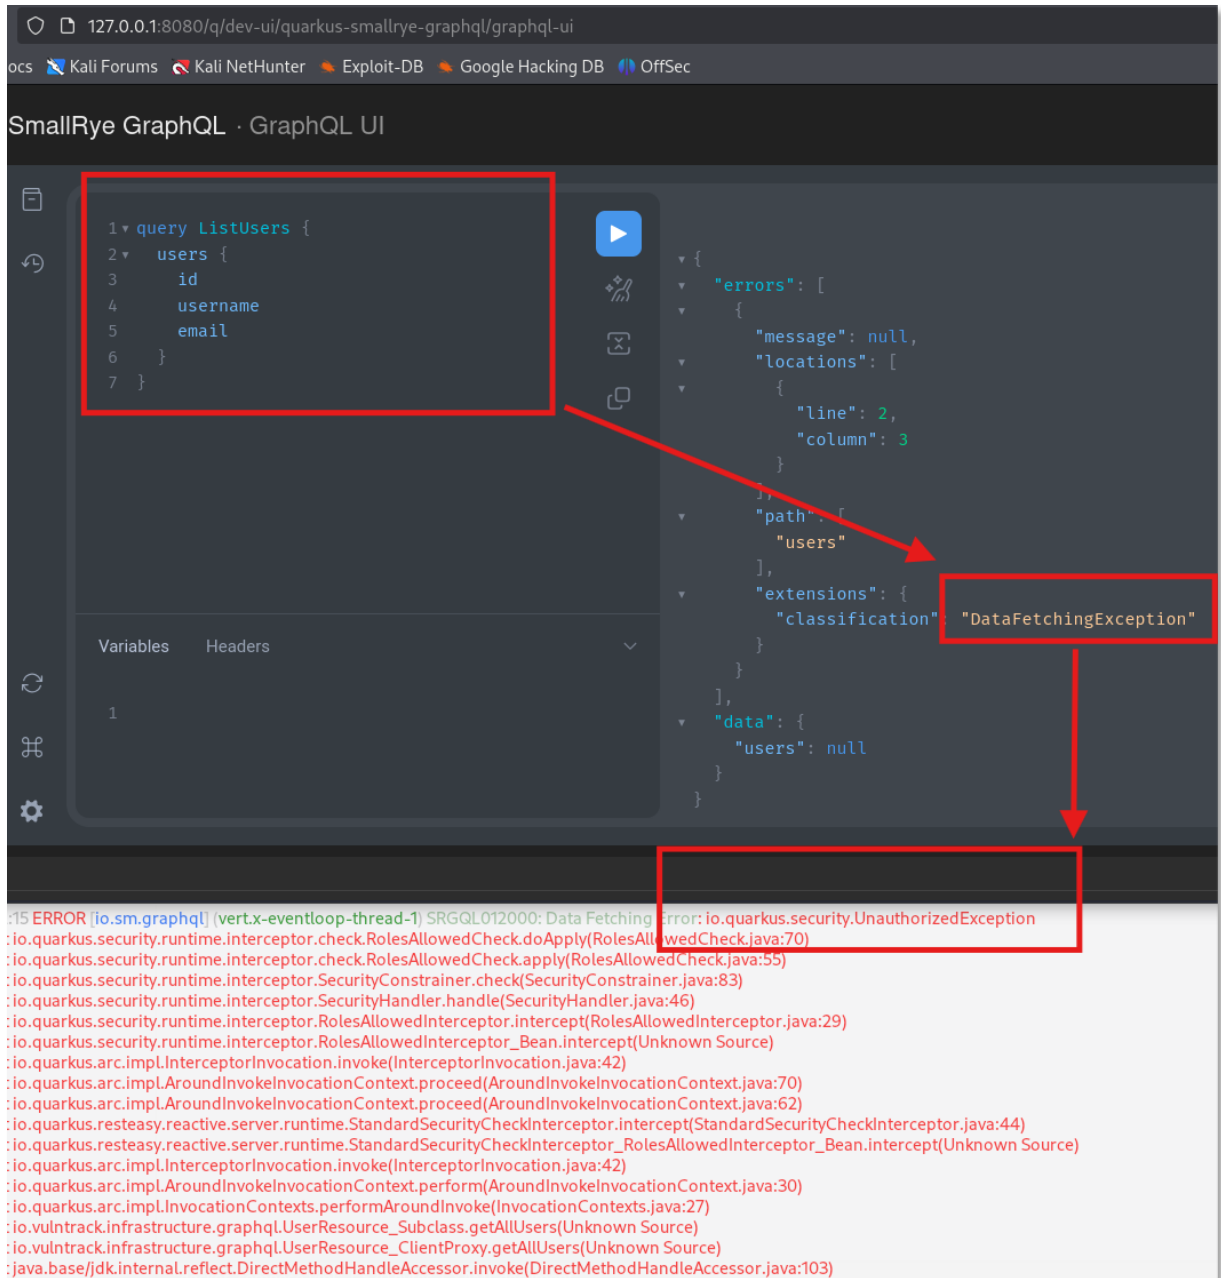 127.0.0.1:8080/q/dev-ui/quarkus-smallrye-graphql/graphql-ui
ocs Kali Forums Kali NetHunter Exploit-DB Google Hacking DB OffSec
SmallRye GraphQL · GraphQL UI
1 query ListUsers {
2 users {
3 id
4 username
5 email
6 }
7 }
Variables Headers
1
{
"errors": [
{
"message": null,
"locations": [
{
"line": 2,
"column": 3
}
],
"path": [
"users"
],
"extensions": {
"classification": "DataFetchingException"
}
}
],
"data": {
"users": null
}
}
:15 ERROR [io.sm.graphql] (vert.x-eventloop-thread-1) SRGQL012000: Data Fetching Error: io.quarkus.security.UnauthorizedException
: io.quarkus.security.runtime.interceptor.check.RolesAllowedCheck.doApply(RolesAllowedCheck.java:70)
: io.quarkus.security.runtime.interceptor.check.RolesAllowedCheck.apply(RolesAllowedCheck.java:55)
: io.quarkus.security.runtime.interceptor.SecurityConstrainer.check(SecurityConstrainer.java:83)
: io.quarkus.security.runtime.interceptor.SecurityHandler.handle(SecurityHandler.java:46)
: io.quarkus.security.runtime.interceptor.RolesAllowedInterceptor.intercept(RolesAllowedInterceptor.java:29)
: io.quarkus.security.runtime.interceptor.RolesAllowedInterceptor_Bean.intercept(Unknown Source)
: io.quarkus.arc.impl.InterceptorInvocation.invoke(InterceptorInvocation.java:42)
: io.quarkus.arc.impl.AroundInvokeInvocationContext.proceed(AroundInvokeInvocationContext.java:70)
: io.quarkus.arc.impl.AroundInvokeInvocationContext.proceed(AroundInvokeInvocationContext.java:62)
: io.quarkus.resteasy.reactive.server.runtime.StandardSecurityCheckInterceptor.intercept(StandardSecurityCheckInterceptor.java:44)
: io.quarkus.resteasy.reactive.server.runtime.StandardSecurityCheckInterceptor_RolesAllowedInterceptor_Bean.intercept(Unknown Source)
: io.quarkus.arc.impl.InterceptorInvocation.invoke(InterceptorInvocation.java:42)
: io.quarkus.arc.impl.AroundInvokeInvocationContext.perform(AroundInvokeInvocationContext.java:30)
: io.quarkus.arc.impl.InvocationContexts.performAroundInvoke(InvocationContexts.java:27)
: io.vulntrack.infrastructure.graphql.UserResource_Subclass.getAllUsers(Unknown Source)
: io.vulntrack.infrastructure.graphql.UserResource_ClientProxy.getAllUsers(Unknown Source)
: java.base/jdk.internal.reflect.DirectMethodHandleAccessor.invoke(DirectMethodHandleAccessor.java:103)